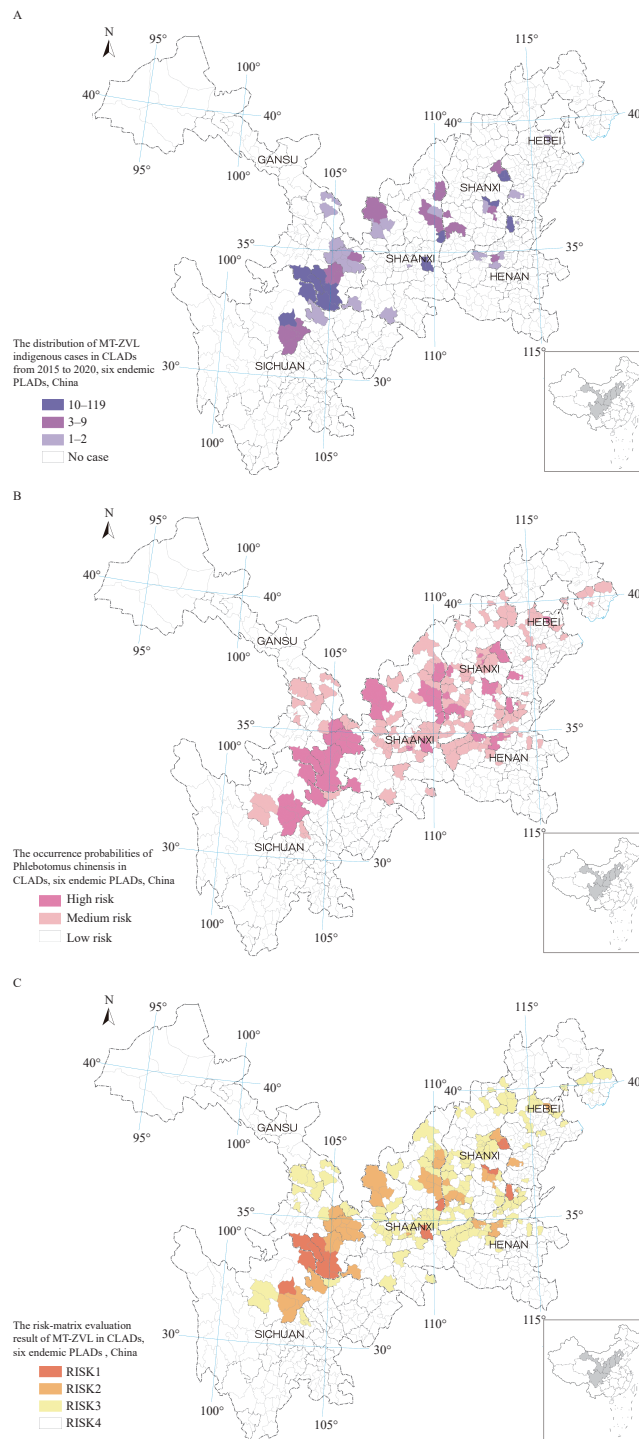 A
N
95°
100°
115°
40°
40°
110°
40°
40°
HEBEI
95°
GANSU
105°
SHANXI
35°
100°
SHAANXI
35°
HENAN
The distribution of MT-ZVL
indigenous cases in CLADs
from 2015 to 2020, six endemic
PLADs, China
30°
SICHUAN
110°
30°
115°
100°
105°
10–119
3–9
1–2
No case
B
N
95°
100°
115°
40°
40°
110°
40°
40°
HEBEI
95°
GANSU
105°
SHANXI
35°
100°
SHAANXI
35°
HENAN
30°
SICHUAN
110°
30°
115°
The occurrence probabilities of
Phlebotomus chinensis in
CLADs, six endemic PLADs, China
100°
105°
High risk
Medium risk
Low risk
C
N
95°
100°
115°
40°
40°
110°
40°
40°
HEBEI
95°
GANSU
105°
SHANXI
35°
100°
SHAANXI
35°
HENAN
30°
SICHUAN
110°
30°
115°
The risk-matrix evaluation
result of MT-ZVL in CLADs,
six endemic PLADs , China
100°
105°
RISK1
RISK2
RISK3
RISK4